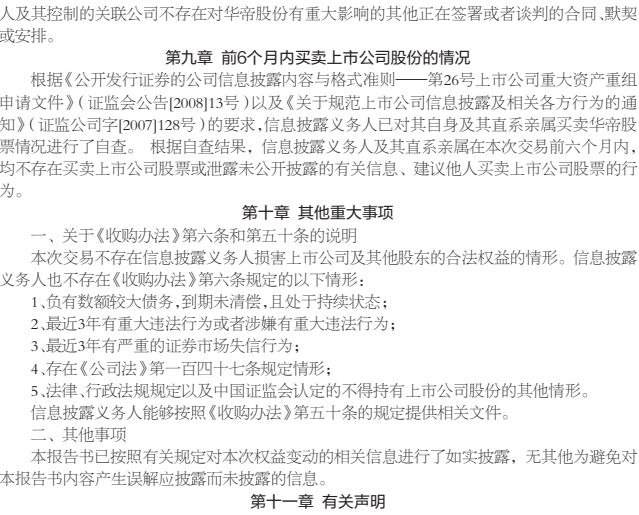 人及其控制的关联公司不存在对华帝股份有重大影响的其他正在签署或者谈判的合同、默契
或安排。
第九章 前6个月内买卖上市公司股份的情况
根据《公开发行证券的公司信息披露内容与格式准则——第26号上市公司重大资产重组
申请文件》（证监会公告[2008]13号）以及《关于规范上市公司信息披露及相关各方行为的通
知》（证监公司字[2007]128号）的要求,信息披露义务人已对其自身及其直系亲属买卖华帝股
票情况进行了自查。 根据自查结果，信息披露义务人及其直系亲属在本次交易前六个月内，
均不存在买卖上市公司股票或泄露未公开披露的有关信息、建议他人买卖上市公司股票的行
为。
第十章 其他重大事项
一、关于《收购办法》第六条和第五十条的说明
本次交易不存在信息披露义务人损害上市公司及其他股东的合法权益的情形。信息披露
义务人也不存在《收购办法》第六条规定的以下情形：
1、负有数额较大债务，到期未清偿，且处于持续状态；
2、最近3年有重大违法行为或者涉嫌有重大违法行为；
3、最近3年有严重的证券市场失信行为；
4、存在《公司法》第一百四十七条规定情形；
5、法律、行政法规规定以及中国证监会认定的不得持有上市公司股份的其他情形。
信息披露义务人能够按照《收购办法》第五十条的规定提供相关文件。
二、其他事项
本报告书已按照有关规定对本次权益变动的相关信息进行了如实披露，无其他为避免对
本报告书内容产生误解应披露而未披露的信息。
第十一章 有关声明